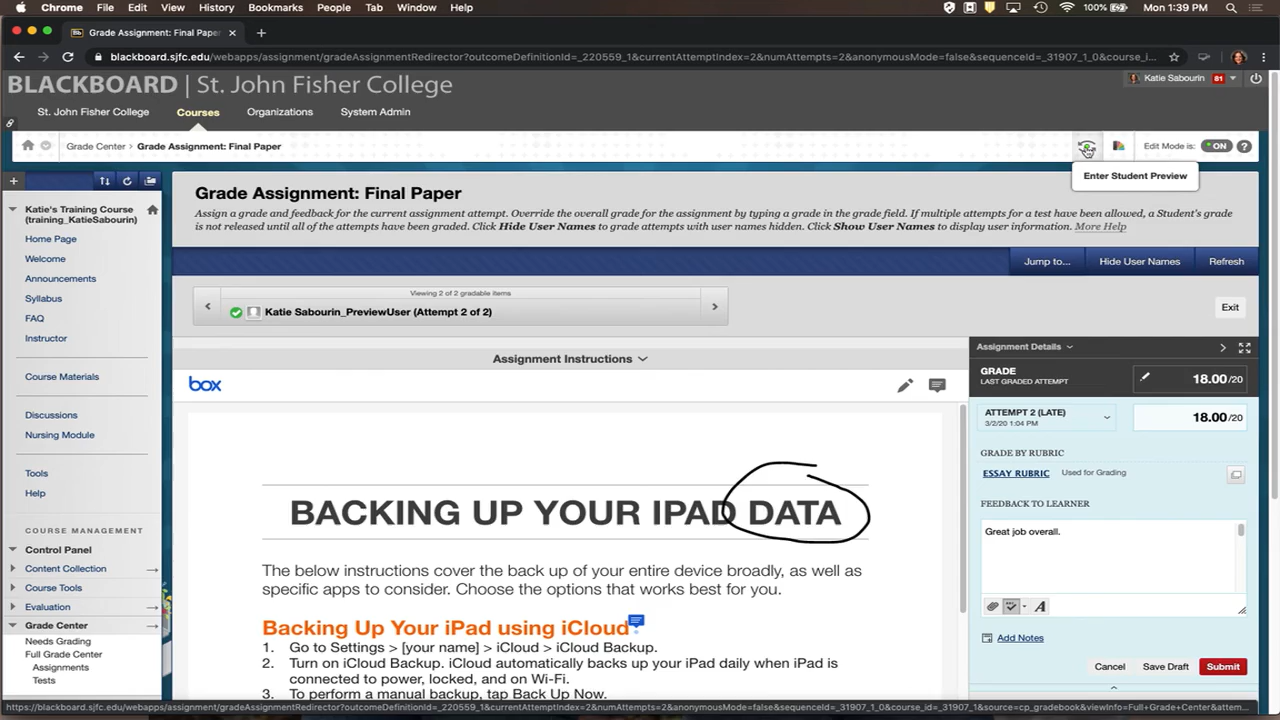 Chrome File Edit View History Bookmarks People Tab Window Help 100% Mon 1:39 PM
Bb Grade Assignment: Final Paper
blackboard.sjfc.edu/webapps/assignment/gradeAssignmentRedirector?outcomeDefinitionId=_220559_1&currentAttemptIndex=2&numAttempts=2&anonymousMode=false&sequenceId=_31907_1_0&course_i...
BLACKBOARD | St. John Fisher College
Katie Sabourin 81
St. John Fisher College Courses Organizations System Admin
Grade Center > Grade Assignment: Final Paper
Edit Mode is: ON ?
Enter Student Preview
Katie's Training Course
(training_KatieSabourin)
Home Page
Welcome
Announcements
Syllabus
FAQ
Instructor
Course Materials
Discussions
Nursing Module
Tools
Help
COURSE MANAGEMENT
Control Panel
Content Collection
Course Tools
Evaluation
Grade Center
Needs Grading
Full Grade Center
Assignments
Tests
Grade Assignment: Final Paper
Assign a grade and feedback for the current assignment attempt. Override the overall grade for the assignment by typing a grade in the grade field. If multiple attempts for a test have been allowed, a Student's grade
is not released until all of the attempts have been graded. Click Hide User Names to grade attempts with user names hidden. Click Show User Names to display user information. More Help
Jump to... Hide User Names Refresh
Viewing 2 of 2 gradable items
Katie Sabourin_PreviewUser (Attempt 2 of 2)
Exit
Assignment Instructions
box
BACKING UP YOUR IPAD DATA
The below instructions cover the back up of your entire device broadly, as well as
specific apps to consider. Choose the options that works best for you.
Backing Up Your iPad using iCloud
1. Go to Settings > [your name] > iCloud > iCloud Backup.
2. Turn on iCloud Backup. iCloud automatically backs up your iPad daily when iPad is
connected to power, locked, and on Wi-Fi.
3. To perform a manual backup, tap Back Up Now.
Assignment Details
GRADE
LAST GRADED ATTEMPT
18.00/20
ATTEMPT 2 (LATE)
3/2/20 1:04 PM
18.00/20
GRADE BY RUBRIC
ESSAY RUBRIC Used for Grading
FEEDBACK TO LEARNER
Great job overall.
Add Notes
Cancel Save Draft Submit
https://blackboard.sjfc.edu/webapps/assignment/gradeAssignmentRedirector?outcomeDefinitionId=_220559_1&course_id=_31907_1&source=cp_gradebook&viewInfo=Full+Grade+Center&attem...